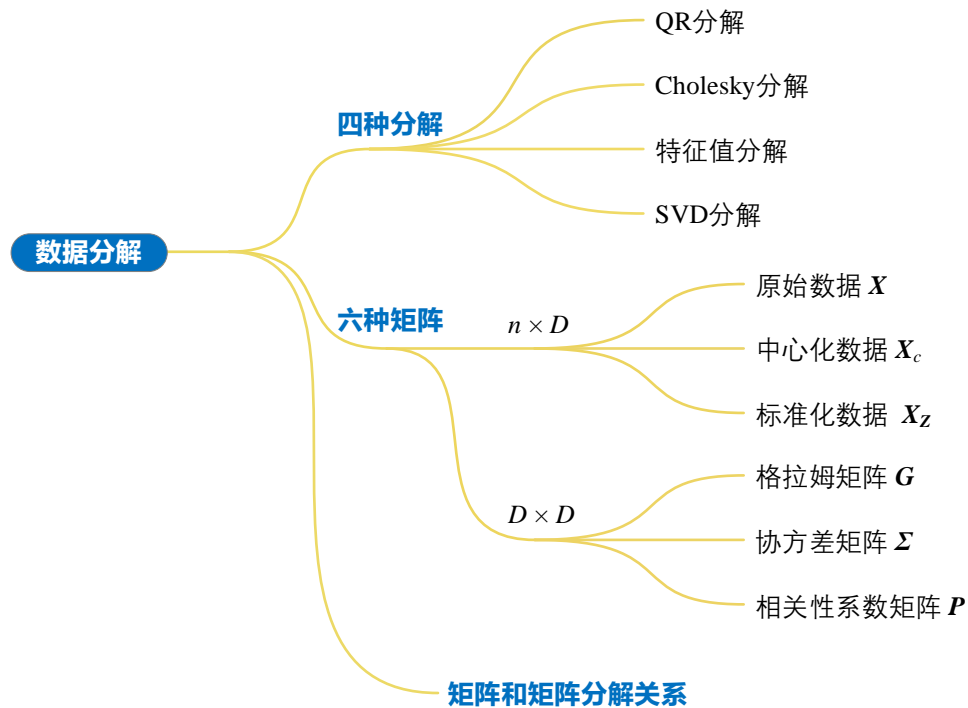 数据分解
四种分解
QR分解
Cholesky分解
特征值分解
SVD分解
六种矩阵
n × D
原始数据 X
中心化数据 Xc
标准化数据 XZ
D × D
格拉姆矩阵 G
协方差矩阵 Σ
相关性系数矩阵 P
矩阵和矩阵分解关系